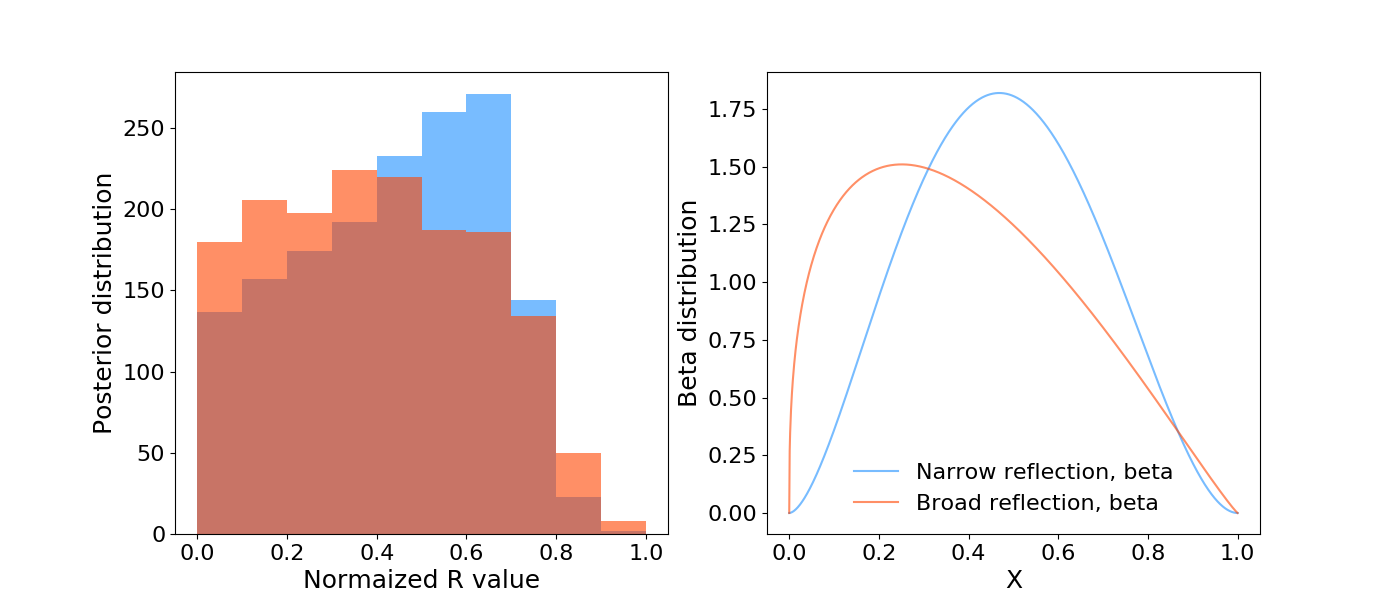 Posterior distribution
250
200
150
100
50
0
0.0 0.2 0.4 0.6 0.8 1.0
Normaized R value
Beta distribution
1.75
1.50
1.25
1.00
0.75
0.50
0.25
0.00
Narrow reflection, beta
Broad reflection, beta
0.0 0.2 0.4 0.6 0.8 1.0
X